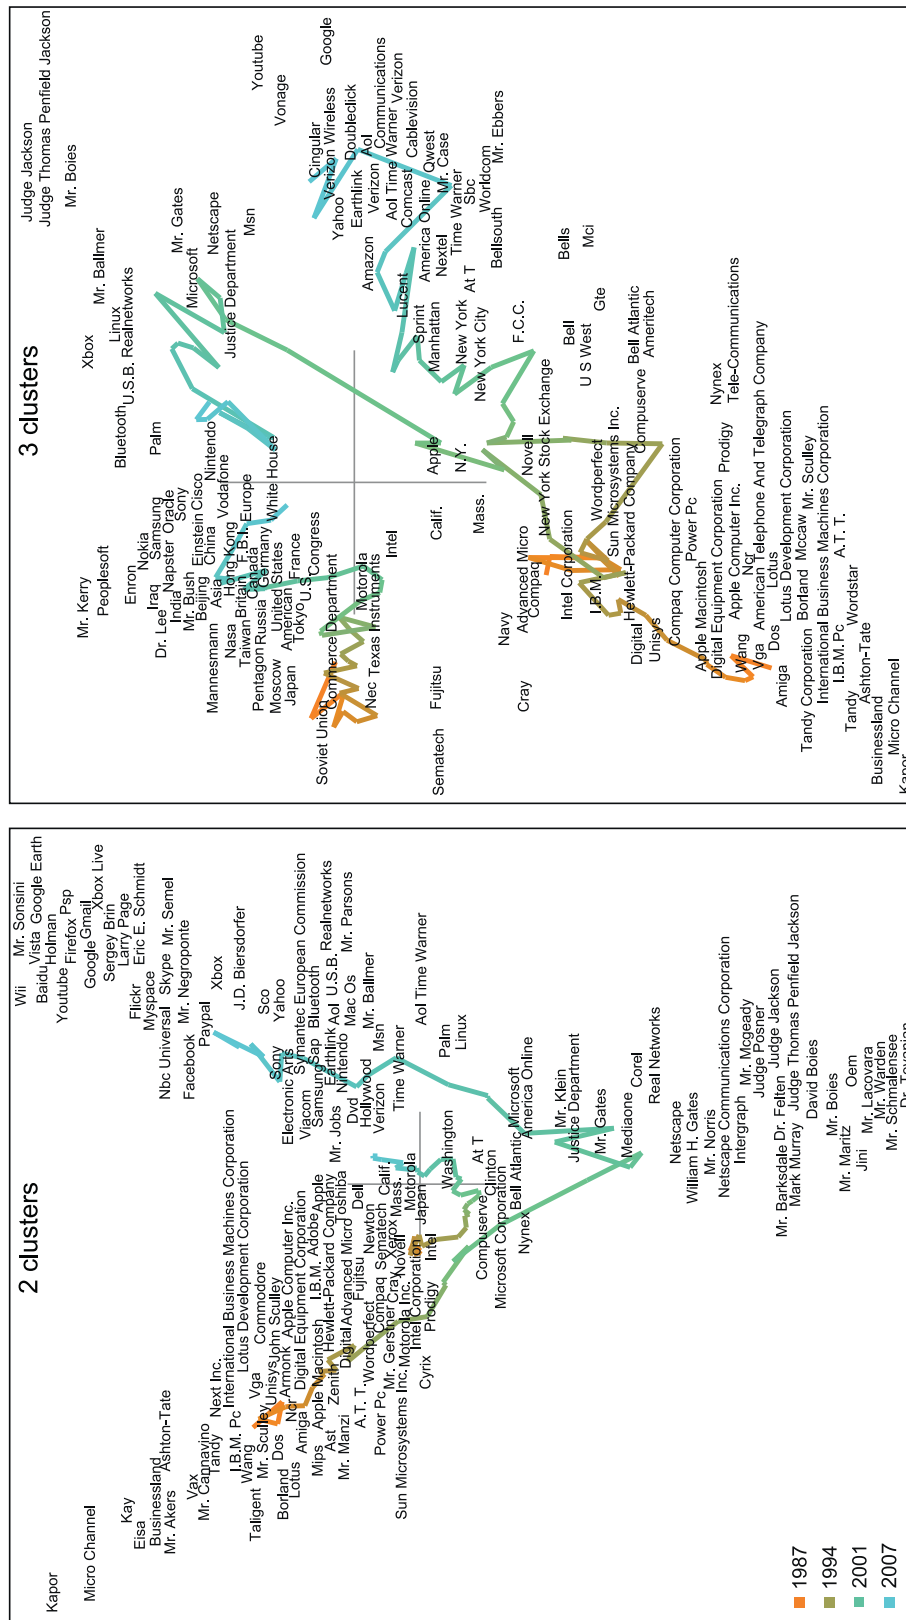 2 clusters
Kapor
Micro Channel
Kay
Eisa
Businessland
Mr. Akers
Ashton-Tate
Vax
Mr. Cannavino
Tandy
Next Inc.
International Business Machines Corporation
I.B.M. Pc
Lotus Development Corporation
Wang
Vga
Commodore
Taligent
Mr. Sculley
Unisys
John Sculley
Dos
Armonk
Apple Computer Inc.
Borland
Ncr
Digital Equipment Corporation
Lotus
Amiga
I.B.M.
Adobe
Apple
Mips
Apple Macintosh
Hewlett-Packard Company
Toshiba
Ast
Zenith
Digital
Advanced Micro
Dell
Mr. Manzi
Fujitsu
A.T. T.
Wordperfect
Newton
Power Pc
Compaq
Sematech
Calif.
Mr. Gerstner
Cray
Xerox
Mass.
Sun Microsystems Inc.
Motorola Inc.
Novell
Motorola
Intel Corporation
Japan
Cyrix
Prodigy
Intel
Washington
Compuserve
At T
Microsoft Corporation
Clinton
Bell Atlantic
Nynex
Wii
Mr. Sonsini
Vista
Google Earth
Baidu
Holman
Youtube
Firefox
Psp
Google
Gmail
Xbox Live
Sergey Brin
Larry Page
Eric E. Schmidt
Flickr
Myspace
Nbc Universal
Skype
Mr. Semel
Facebook
Mr. Negroponte
Paypal
Xbox
J.D. Biersdorfer
Sco
Yahoo
Sony
Electronic Arts
Symantec
European Commission
Viacom
Sap
Bluetooth
Samsung
Earthlink
Aol
U.S.B.
Realnetworks
Mr. Jobs
Nintendo
Mac Os
Mr. Parsons
Dvd
Hollywood
Mr. Ballmer
Verizon
Msn
Time Warner
Aol Time Warner
Palm
Linux
Microsoft
America Online
Mr. Klein
Justice Department
Mr. Gates
Mediaone
Corel
Real Networks
Netscape
William H. Gates
Mr. Norris
Netscape Communications Corporation
Intergraph
Mr. Mcgeady
Judge Posner
Mr. Barksdale
Dr. Felten
Judge Jackson
Mark Murray
Judge Thomas Penfield Jackson
David Boies
Mr. Boies
Mr. Maritz
Oem
Jini
Mr. Lacovara
Mr. Warden
Mr. Schmalensee
1987
1994
2001
2007
3 clusters
Judge Jackson
Judge Thomas Penfield Jackson
Mr. Boies
Mr. Ballmer
Xbox
Linux
U.S.B.
Realnetworks
Bluetooth
Palm
Mr. Gates
Microsoft
Netscape
Justice Department
Msn
Youtube
Vonage
Google
Mr. Kerry
Peoplesoft
Enron
Nokia
Iraq
Samsung
Dr. Lee
Napster
Oracle
India
Sony
Mr. Bush
Einstein
Cisco
Beijing
China
Nintendo
Mannesmann
Asia
Vodafone
Nasa
Hong Kong
Taiwan
Britain
F.B.I.
Europe
Pentagon
Canada
Russia
Germany
White House
Moscow
United States
Japan
American
France
Tokyo
U.S.
Congress
Soviet Union
Commerce Department
Motorola
Nec
Texas Instruments
Intel
Cingular
Verizon Wireless
Yahoo
Doubleclick
Earthlink
Aol
Verizon
Communications
Aol Time Warner
Verizon
Amazon
Comcast
Cablevision
Lucent
America Online
Qwest
Nextel
Mr. Case
Time Warner
Sprint
Sbc
Manhattan
At T
Worldcom
New York
Bellsouth
Mr. Ebbers
New York City
F.C.C.
Bells
Mci
Bell
U S West
Gte
Bell Atlantic
Ameritech
Apple
N.Y.
Calif.
Mass.
Sematech
Fujitsu
Navy
Cray
Advanced Micro
Compaq
Novell
New York Stock Exchange
Intel Corporation
I.B.M.
Wordperfect
Sun Microsystems Inc.
Hewlett-Packard Company
Compuserve
Digital
Unisys
Compaq Computer Corporation
Power Pc
Apple Macintosh
Digital Equipment Corporation
Prodigy
Nynex
Tele-Communications
Apple Computer Inc.
Wang
Ncr
Vga
American Telephone And Telegraph Company
Dos
Lotus
Amiga
Lotus Development Corporation
Tandy Corporation
Borland
Mccaw
Mr. Sculley
International Business Machines Corporation
I.B.M. Pc
A.T. T.
Tandy
Wordstar
Ashton-Tate
Businessland
Micro Channel
Kapor